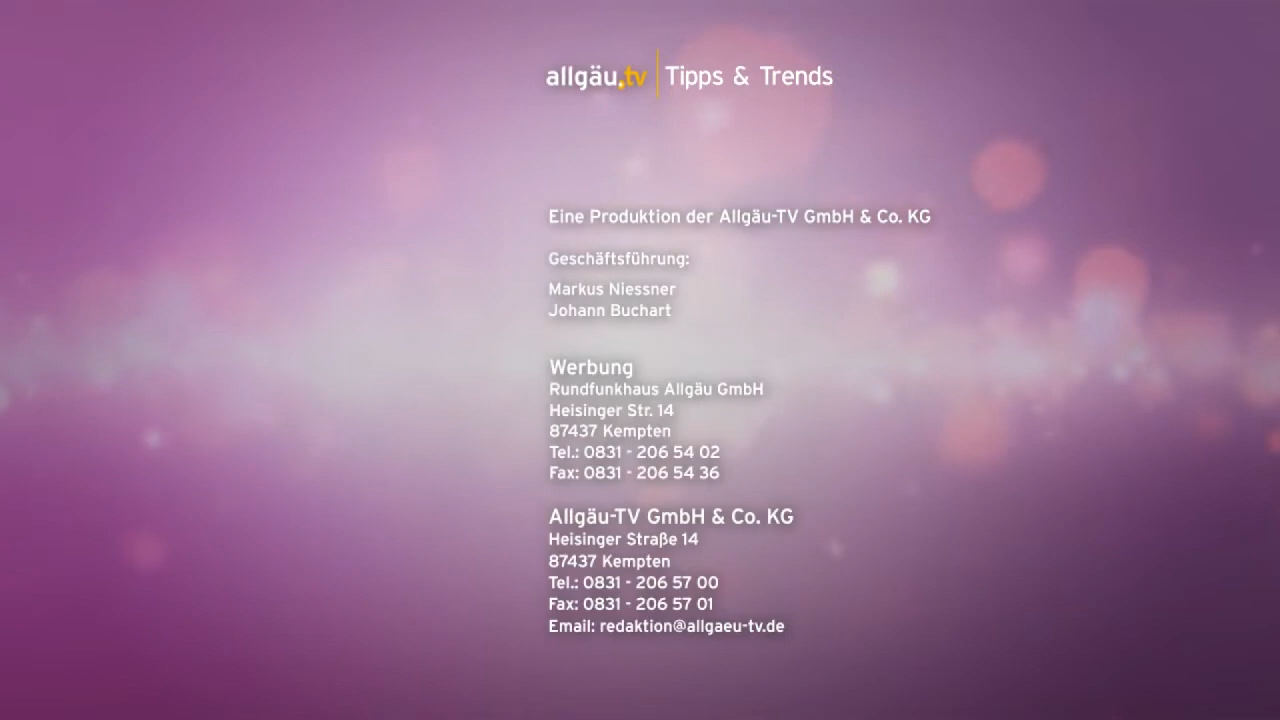 allgäu.tv | Tipps & Trends
Eine Produktion der Allgäu-TV GmbH & Co. KG
Geschäftsführung:
Markus Niessner
Johann Buchart
Werbung
Rundfunkhaus Allgäu GmbH
Heisinger Str. 14
87437 Kempten
Tel.: 0831 - 206 54 02
Fax: 0831 - 206 54 36
Allgäu-TV GmbH & Co. KG
Heisinger Straße 14
87437 Kempten
Tel.: 0831 - 206 57 00
Fax: 0831 - 206 57 01
Email: redaktion@allgaeu-tv.de